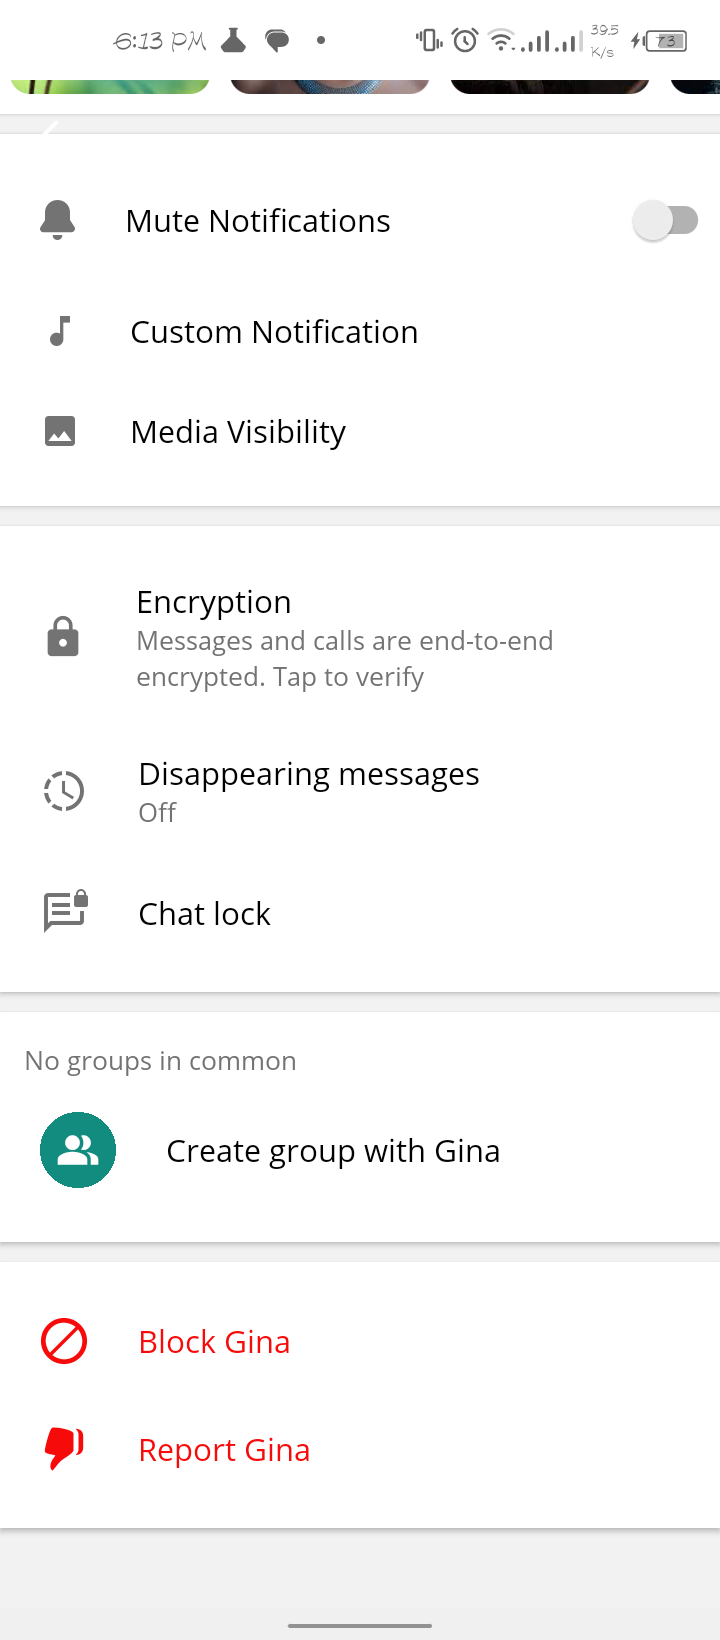 6:13 PM
39.5
K/s
73
Mute Notifications
Custom Notification
Media Visibility
Encryption
Messages and calls are end-to-end
encrypted. Tap to verify
Disappearing messages
Off
Chat lock
No groups in common
Create group with Gina
Block Gina
Report Gina